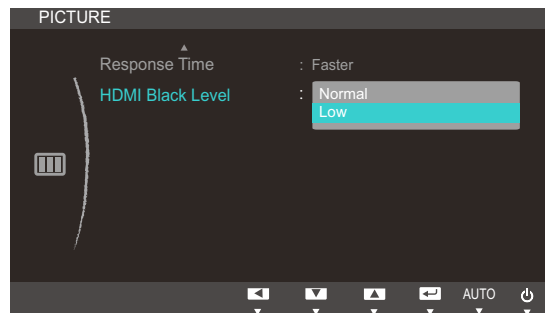 PICTURE
Response Time : Faster
HDMI Black Level : Normal
Low
AUTO